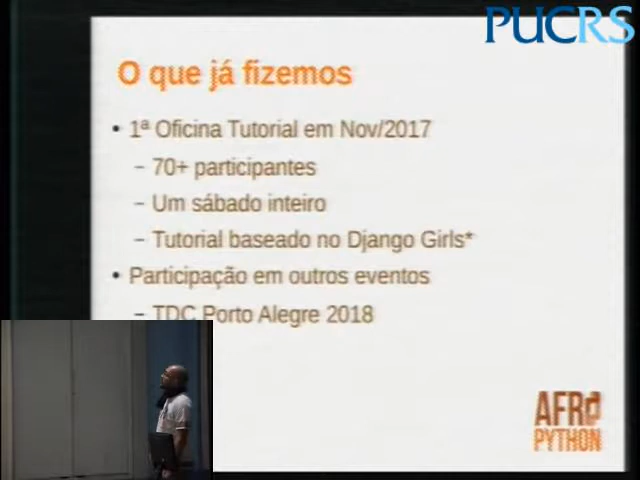 PUCRS
O que já fizemos
• 1ª Oficina Tutorial em Nov/2017
– 70+ participantes
– Um sábado inteiro
– Tutorial baseado no Django Girls*
• Participação em outros eventos
– TDC Porto Alegre 2018
AFRO
PYTHON